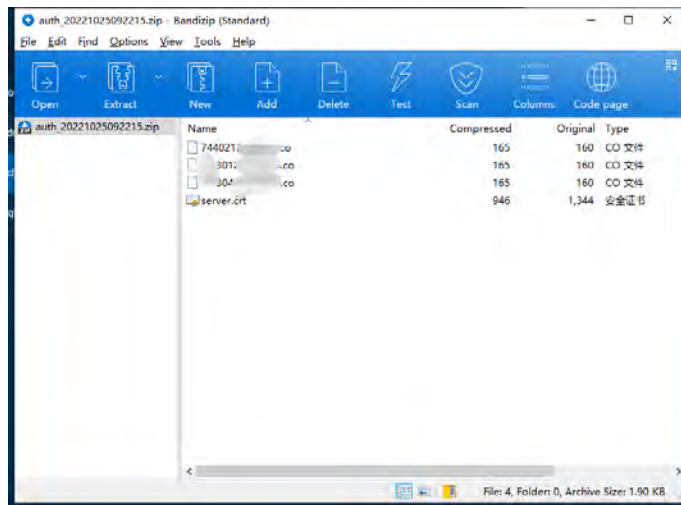 auth_20221025092215.zip - Bandizip (Standard)
File Edit Find Options View Tools Help
Open Extract New Add Delete Test Scan Columns Code page
auth_20221025092215.zip
Name Compressed Original Type
7440213 .co 165 160 CO 文件
3012 .co 165 160 CO 文件
304 .co 165 160 CO 文件
server.crt 946 1,344 安全证书
File: 4, Folder: 0, Archive Size: 1.90 KB